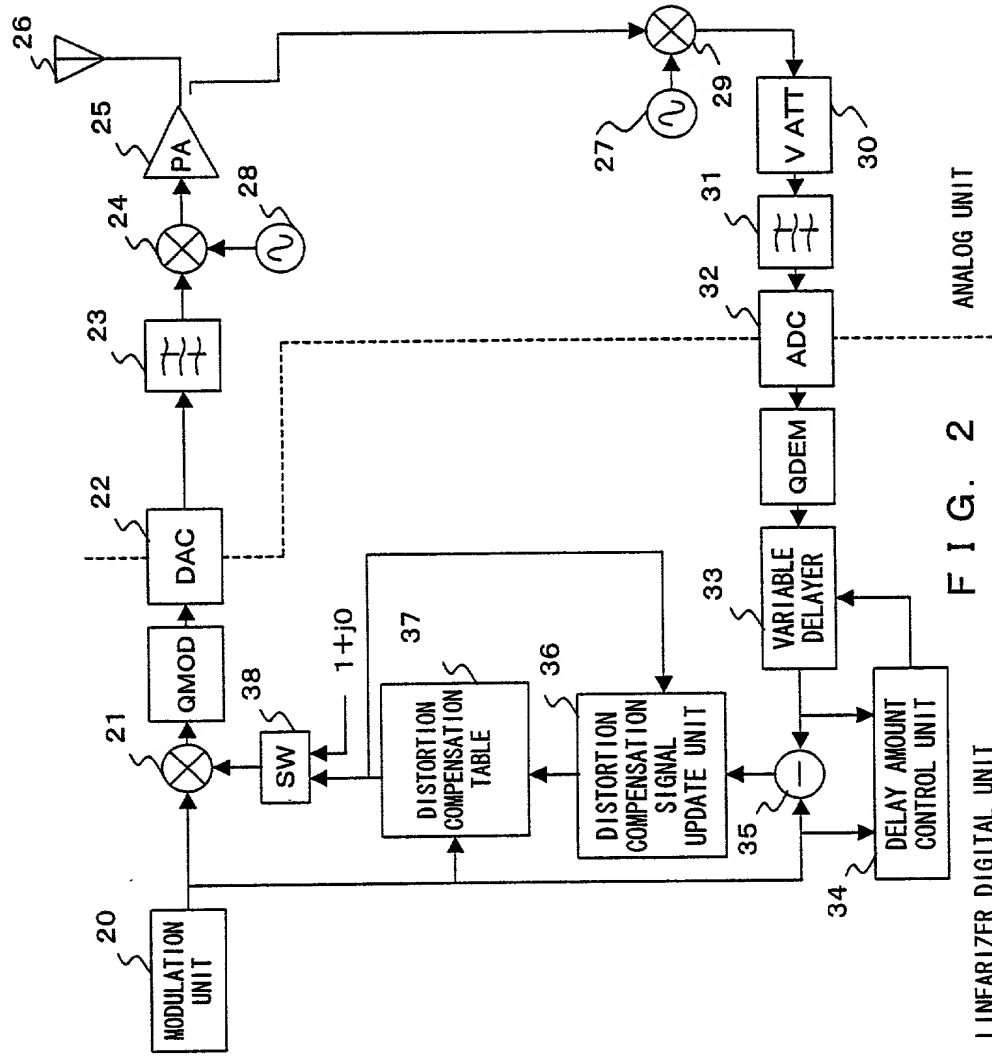 20
MODULATION
UNIT
21
QMOD
22
DAC
23
24
28
25
PA
26
38
SW
1+j0
37
DISTORTION
COMPENSATION
TABLE
36
DISTORTION
COMPENSATION
SIGNAL
UPDATE UNIT
35
−
34
DELAY AMOUNT
CONTROL UNIT
33
VARIABLE
DELAYER
QDEM
32
ADC
31
30
V ATT
29
27
LINEARIZER DIGITAL UNIT
ANALOG UNIT
F I G. 2